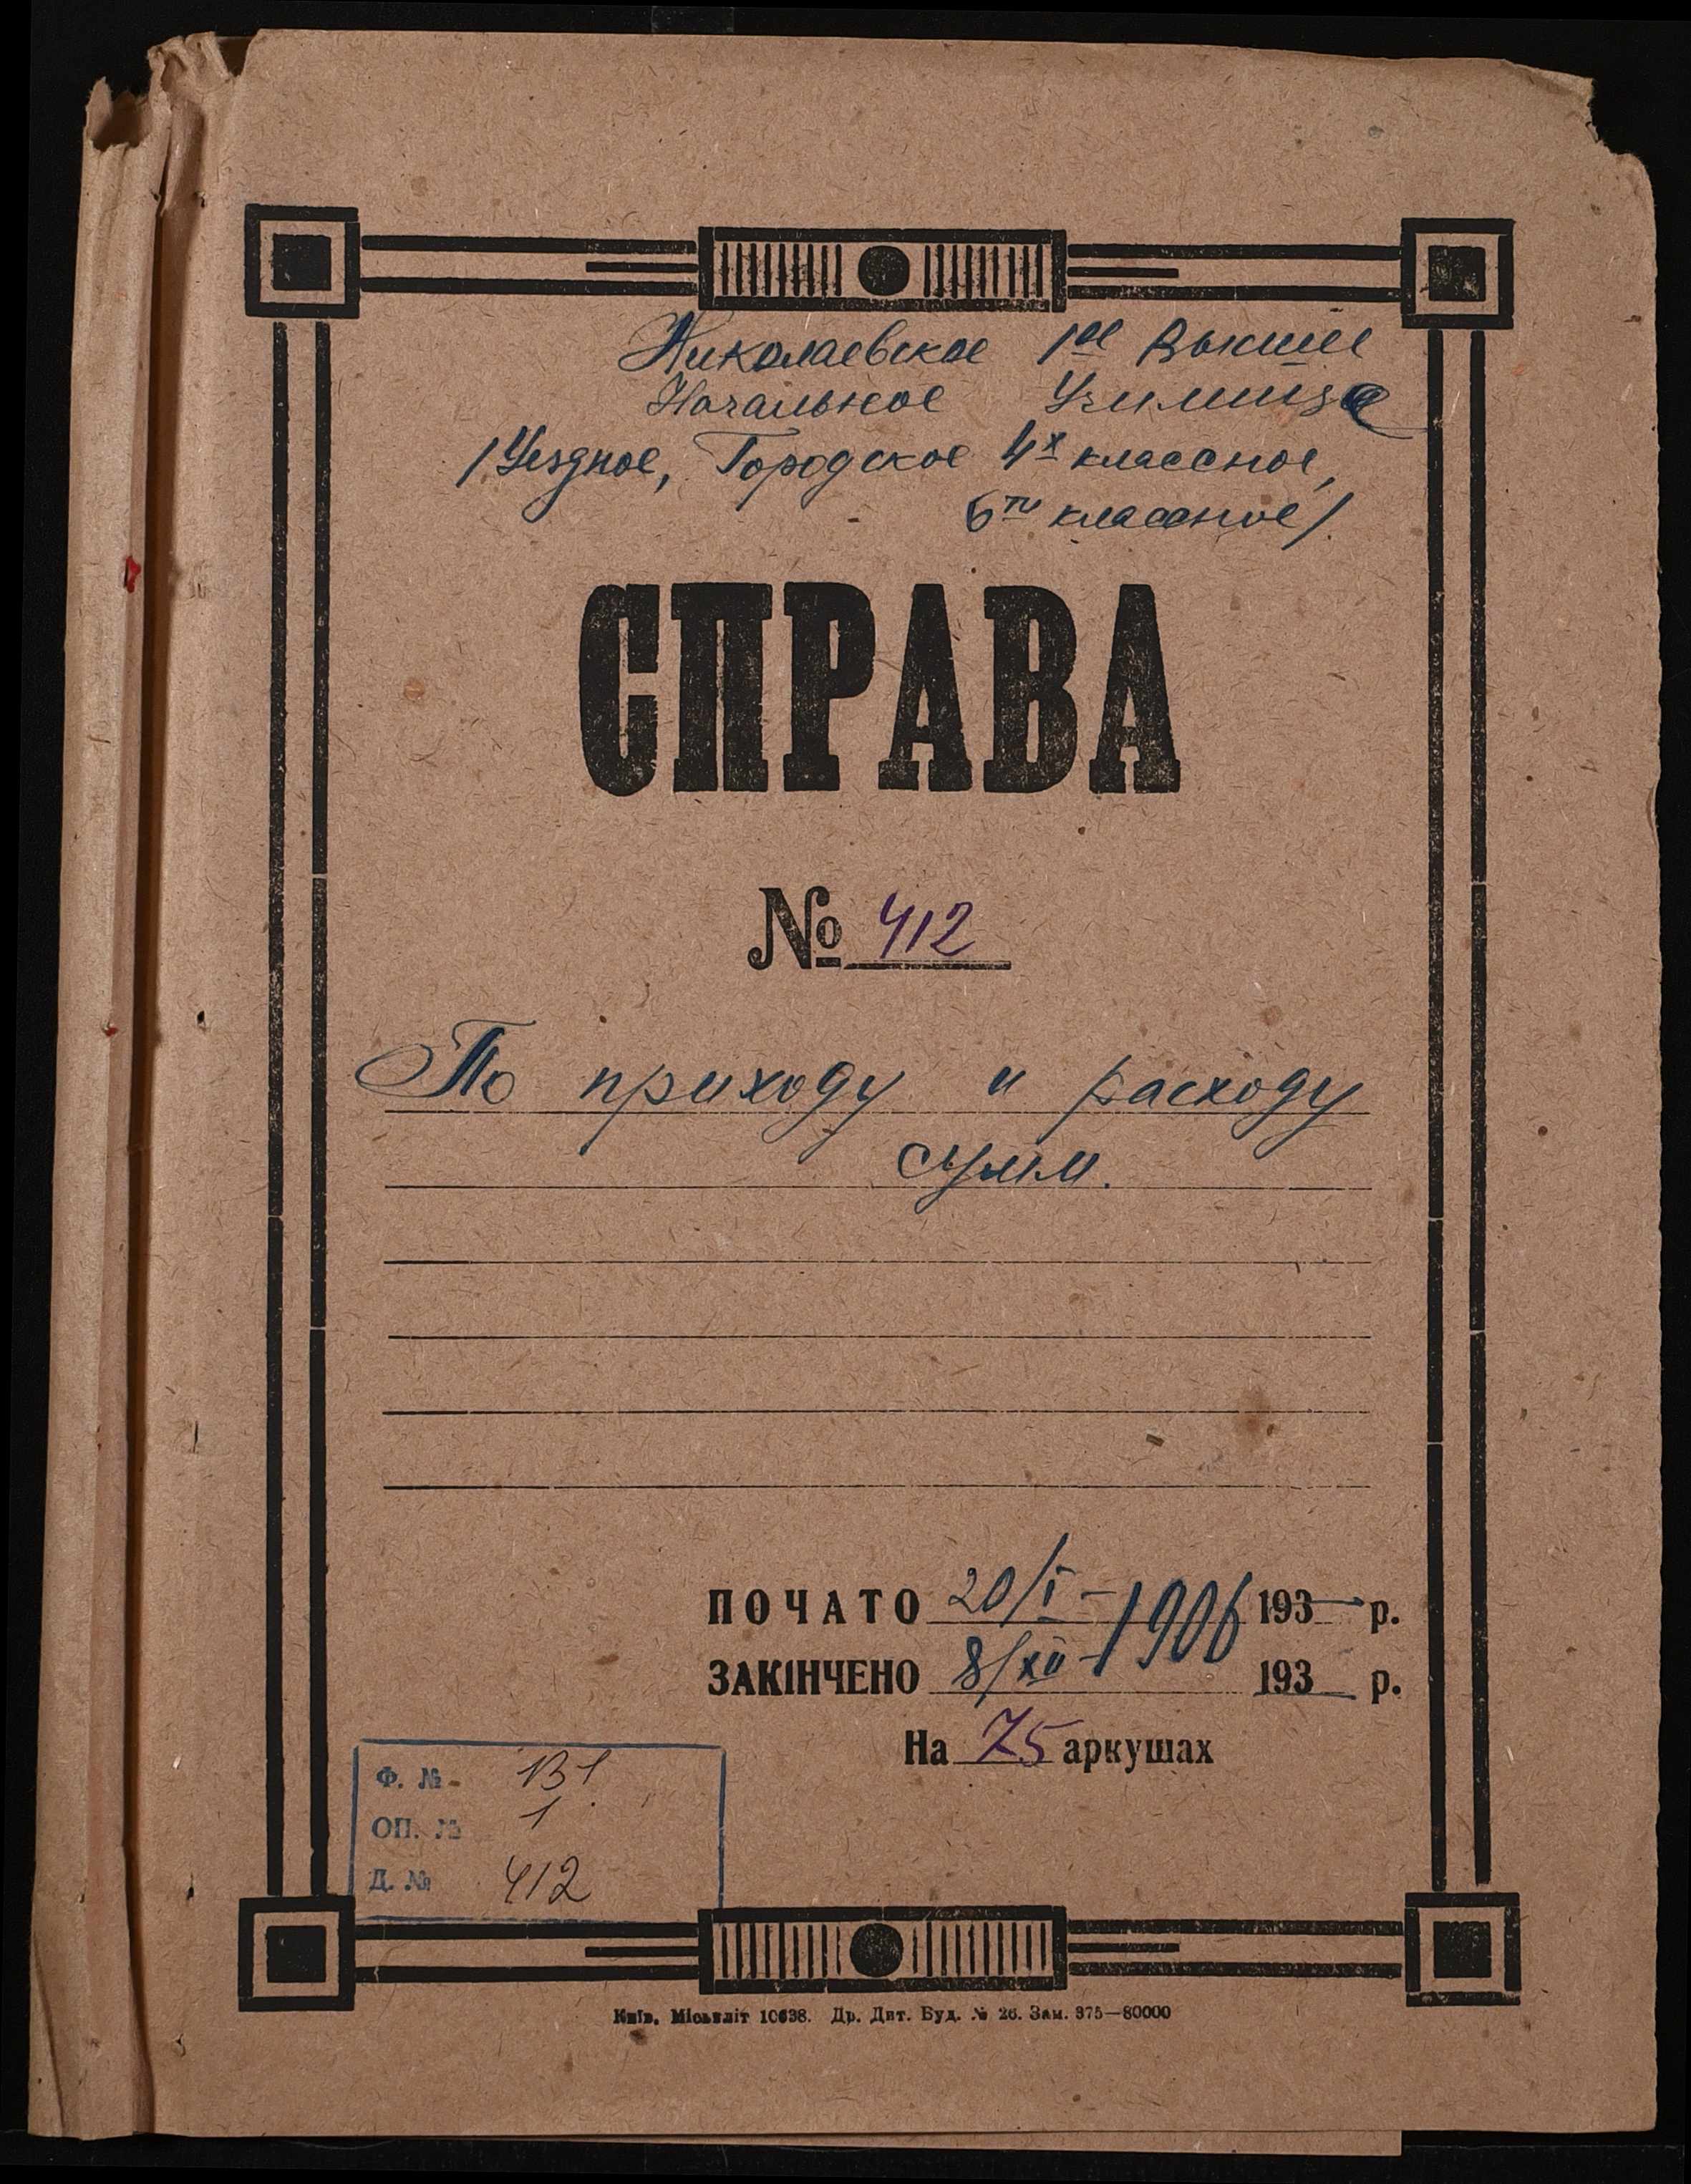 Николаевское 1ое Высшее
Начальное Училище
/Уездное, Городское 4х классное,
6ти классное/.
СПРАВА
№ 412
По приходу и расходу
сумм.
ПОЧАТО 20/I – 1906 193 р.
ЗАКІНЧЕНО 8/XII – 193 р.
На 75 аркушах
Ф. № 131
ОП. № 1
Д. № 412
Київ, Міськліт 10638. Др. Дит. Буд. № 26. Зам. 375—80000